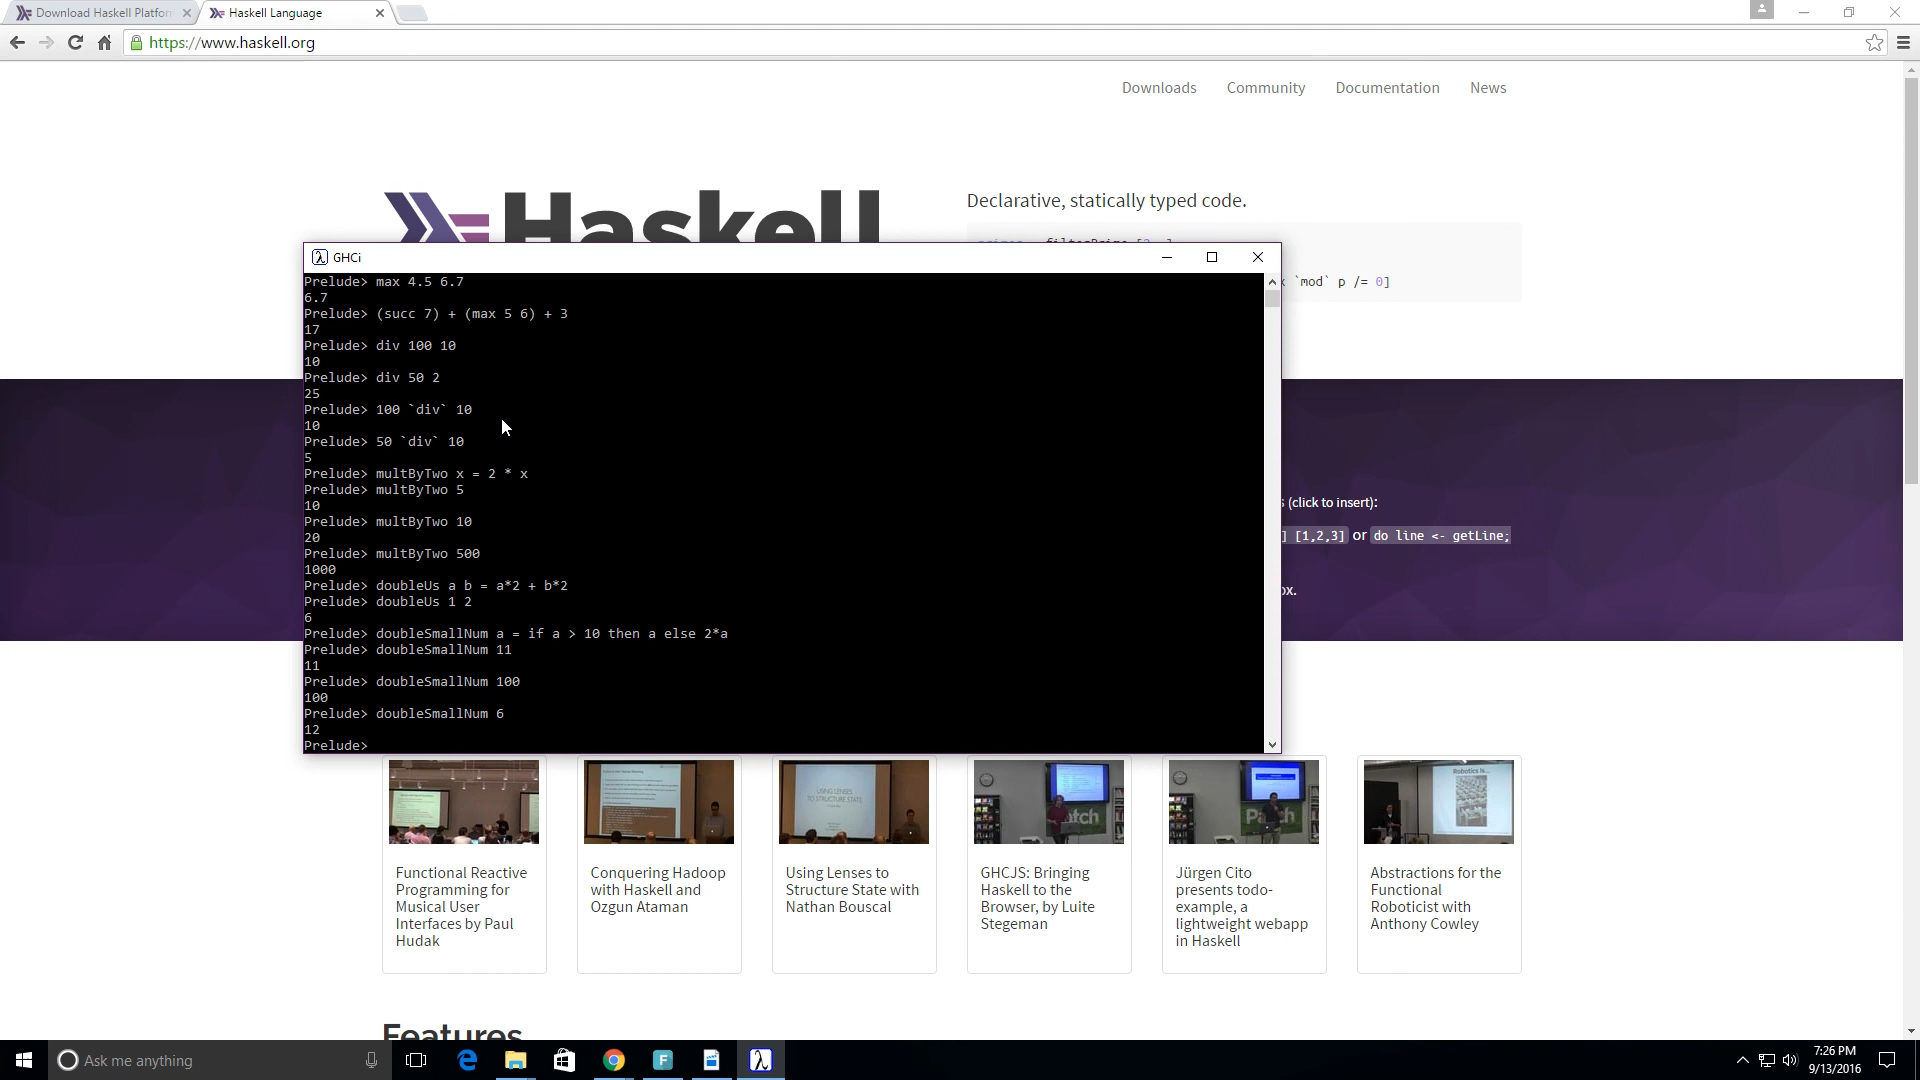 Download Haskell Platfor
Haskell Language
https://www.haskell.org
Downloads
Community
Documentation
News
Haskell
Declarative, statically typed code.
`mod` p /= 0]
GHCi
Prelude> max 4.5 6.7
6.7
Prelude> (succ 7) + (max 5 6) + 3
17
Prelude> div 100 10
10
Prelude> div 50 2
25
Prelude> 100 `div` 10
10
Prelude> 50 `div` 10
5
Prelude> multByTwo x = 2 * x
Prelude> multByTwo 5
10
Prelude> multByTwo 10
20
Prelude> multByTwo 500
1000
Prelude> doubleUs a b = a*2 + b*2
Prelude> doubleUs 1 2
6
Prelude> doubleSmallNum a = if a > 10 then a else 2*a
Prelude> doubleSmallNum 11
11
Prelude> doubleSmallNum 100
100
Prelude> doubleSmallNum 6
12
Prelude>
(click to insert):
] [1,2,3] or do line <- getLine;
ox.
USING LENSES
TO STRUCTURE STATE
Robotics is...
Functional Reactive
Programming for
Musical User
Interfaces by Paul
Hudak
Conquering Hadoop
with Haskell and
Ozgun Ataman
Using Lenses to
Structure State with
Nathan Bouscal
GHCJS: Bringing
Haskell to the
Browser, by Luite
Stegeman
Jürgen Cito
presents todo-
example, a
lightweight webapp
in Haskell
Abstractions for the
Functional
Roboticist with
Anthony Cowley
Features
Ask me anything
7:26 PM
9/13/2016